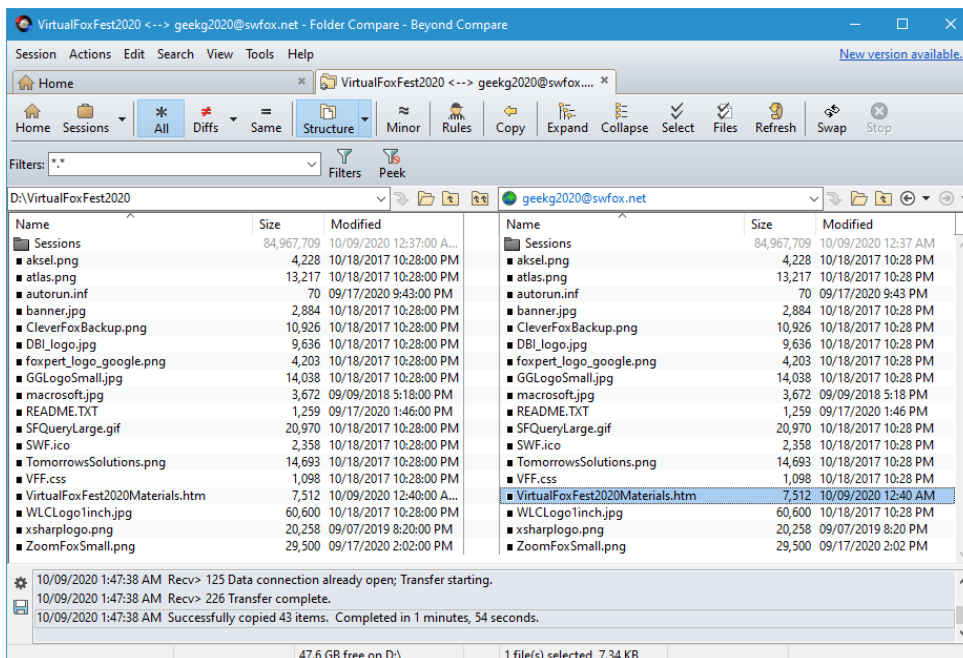 VirtualFoxFest2020 <--> geekg2020@swfox.net - Folder Compare - Beyond Compare
Session Actions Edit Search View Tools Help New version available.
Home VirtualFoxFest2020 <--> geekg2020@swfox....
Home Sessions All Diffs Same Structure Minor Rules Copy Expand Collapse Select Files Refresh Swap Stop
Filters: *.* Filters Peek
D:\VirtualFoxFest2020 geekg2020@swfox.net
Name Size Modified Name Size Modified
Sessions 84,967,709 10/09/2020 12:37:00 A... Sessions 84,967,709 10/09/2020 12:37 AM
aksel.png 4,228 10/18/2017 10:28:00 PM aksel.png 4,228 10/18/2017 10:28 PM
atlas.png 13,217 10/18/2017 10:28:00 PM atlas.png 13,217 10/18/2017 10:28 PM
autorun.inf 70 09/17/2020 9:43:00 PM autorun.inf 70 09/17/2020 9:43 PM
banner.jpg 2,884 10/18/2017 10:28:00 PM banner.jpg 2,884 10/18/2017 10:28 PM
CleverFoxBackup.png 10,926 10/18/2017 10:28:00 PM CleverFoxBackup.png 10,926 10/18/2017 10:28 PM
DBI_logo.jpg 9,636 10/18/2017 10:28:00 PM DBI_logo.jpg 9,636 10/18/2017 10:28 PM
foxpert_logo_google.png 4,203 10/18/2017 10:28:00 PM foxpert_logo_google.png 4,203 10/18/2017 10:28 PM
GGLogoSmall.jpg 14,038 10/18/2017 10:28:00 PM GGLogoSmall.jpg 14,038 10/18/2017 10:28 PM
macrosoft.jpg 3,672 09/09/2018 5:18:00 PM macrosoft.jpg 3,672 09/09/2018 5:18 PM
README.TXT 1,259 09/17/2020 1:46:00 PM README.TXT 1,259 09/17/2020 1:46 PM
SFQueryLarge.gif 20,970 10/18/2017 10:28:00 PM SFQueryLarge.gif 20,970 10/18/2017 10:28 PM
SWF.ico 2,358 10/18/2017 10:28:00 PM SWF.ico 2,358 10/18/2017 10:28 PM
TomorrowsSolutions.png 14,693 10/18/2017 10:28:00 PM TomorrowsSolutions.png 14,693 10/18/2017 10:28 PM
VFF.css 1,098 10/18/2017 10:28:00 PM VFF.css 1,098 10/18/2017 10:28 PM
VirtualFoxFest2020Materials.htm 7,512 10/09/2020 12:40:00 A... VirtualFoxFest2020Materials.htm 7,512 10/09/2020 12:40 AM
WLCLogo1inch.jpg 60,600 10/18/2017 10:28:00 PM WLCLogo1inch.jpg 60,600 10/18/2017 10:28 PM
xsharplogo.png 20,258 09/07/2019 8:20:00 PM xsharplogo.png 20,258 09/07/2019 8:20 PM
ZoomFoxSmall.png 29,500 09/17/2020 2:02:00 PM ZoomFoxSmall.png 29,500 09/17/2020 2:02 PM
10/09/2020 1:47:38 AM Recv> 125 Data connection already open; Transfer starting.
10/09/2020 1:47:38 AM Recv> 226 Transfer complete.
10/09/2020 1:47:38 AM Successfully copied 43 items. Completed in 1 minutes, 54 seconds.
47.6 GB free on D:\ 1 file(s) selected, 7.34 KB